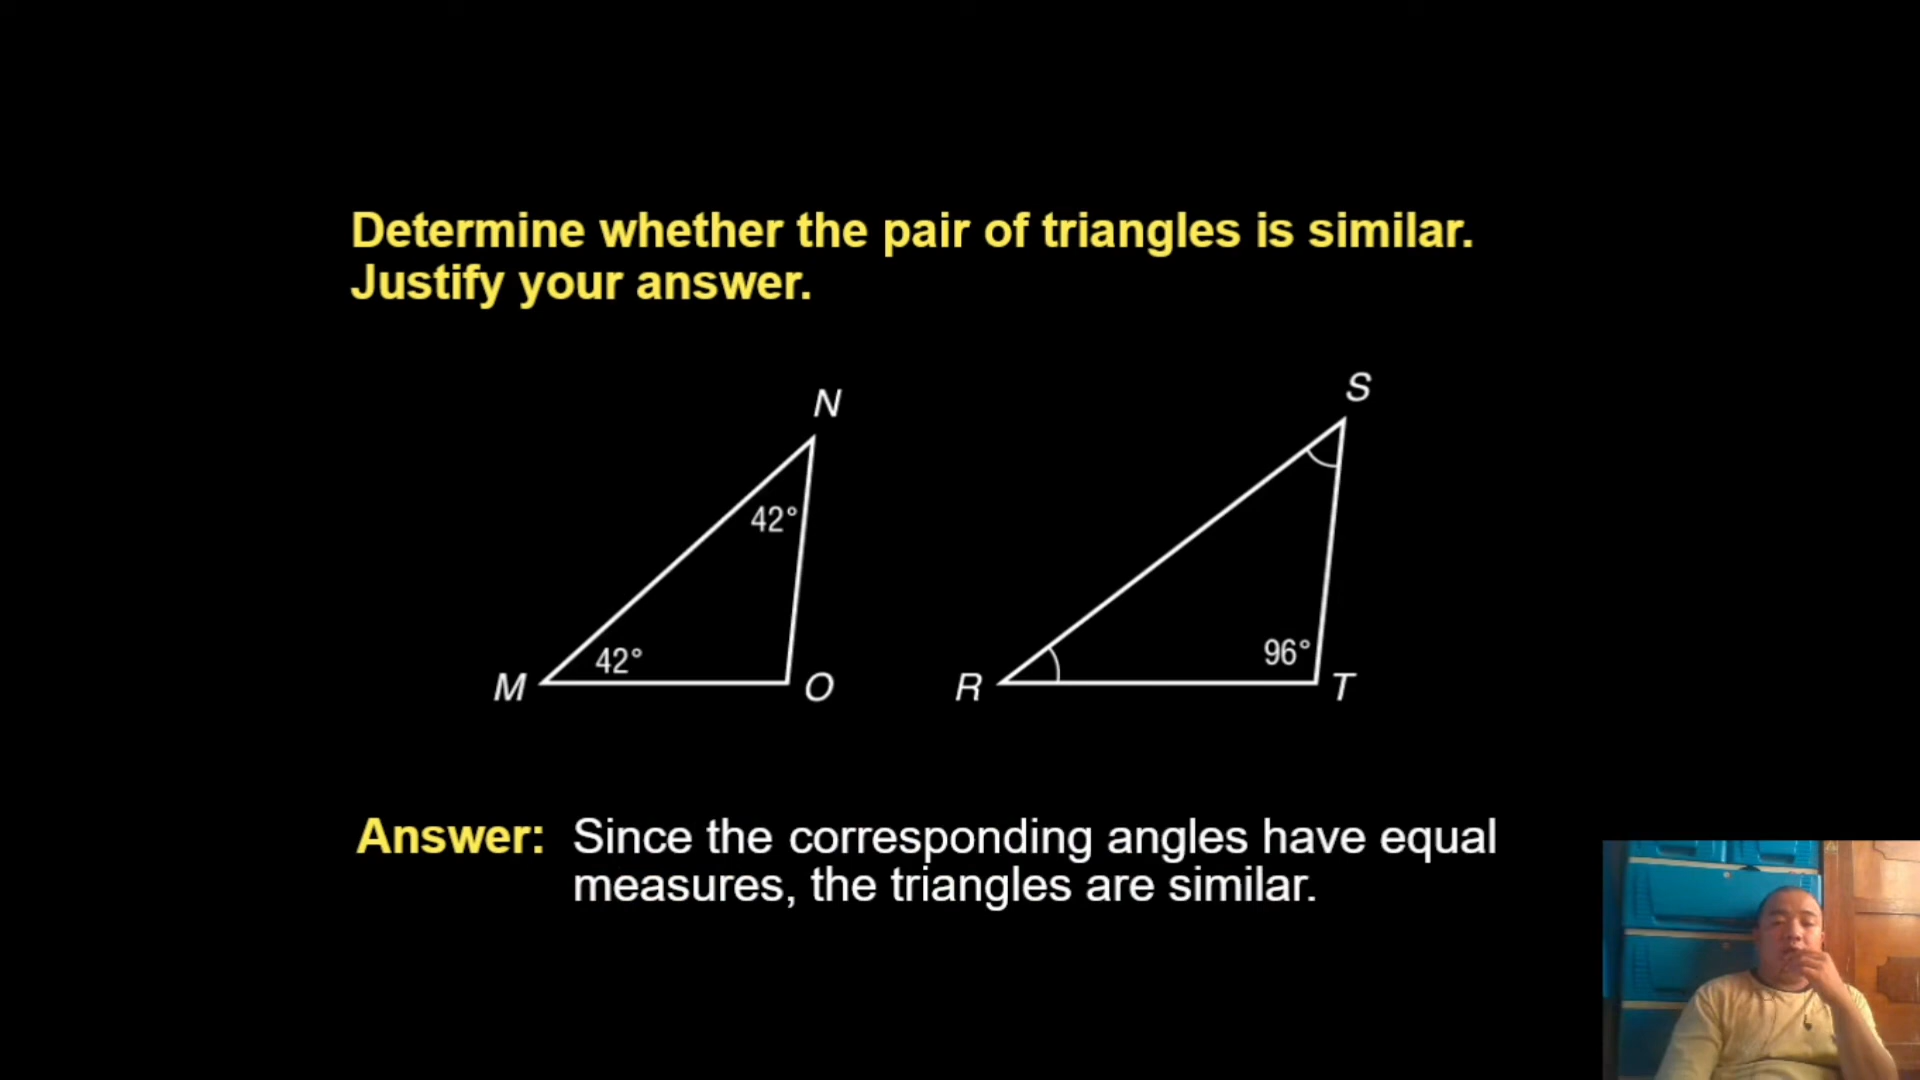 Determine whether the pair of triangles is similar.
Justify your answer.
N
S
42°
42°
96°
M
O
R
T
Answer: Since the corresponding angles have equal
measures, the triangles are similar.